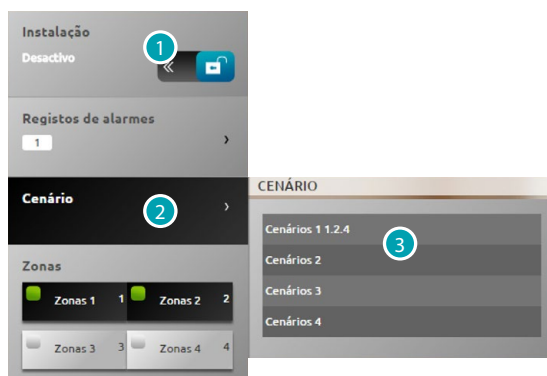 Instalação
Desactivo
1
«
Registos de alarmes
1
›
Cenário
2
›
Zonas
Zonas 1 1
Zonas 2 2
Zonas 3 3
Zonas 4 4
CENÁRIO
Cenários 1 1.2.4
3
Cenários 2
Cenários 3
Cenários 4